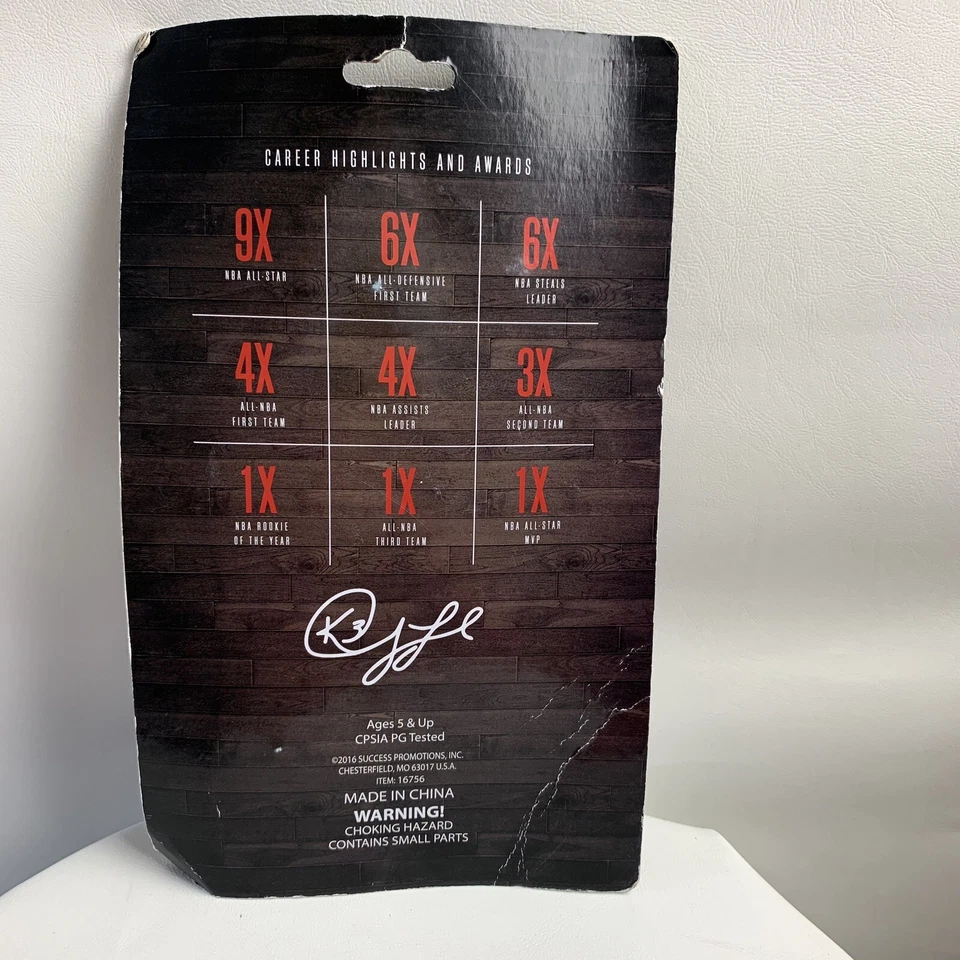 CAREER HIGHLIGHTS AND AWARDS
9X
NBA ALL-STAR
6X
NBA ALL-DEFENSIVE
FIRST TEAM
6X
NBA STEALS
LEADER
4X
ALL-NBA
FIRST TEAM
4X
NBA ASSISTS
LEADER
3X
ALL-NBA
SECOND TEAM
1X
NBA ROOKIE
OF THE YEAR
1X
ALL-NBA
THIRD TEAM
1X
NBA ALL-STAR
MVP
Ages 5 & Up
CPSIA PG Tested
©2016 SUCCESS PROMOTIONS, INC.
CHESTERFIELD, MO 63017 U.S.A.
ITEM: 16756
MADE IN CHINA
WARNING!
CHOKING HAZARD
CONTAINS SMALL PARTS